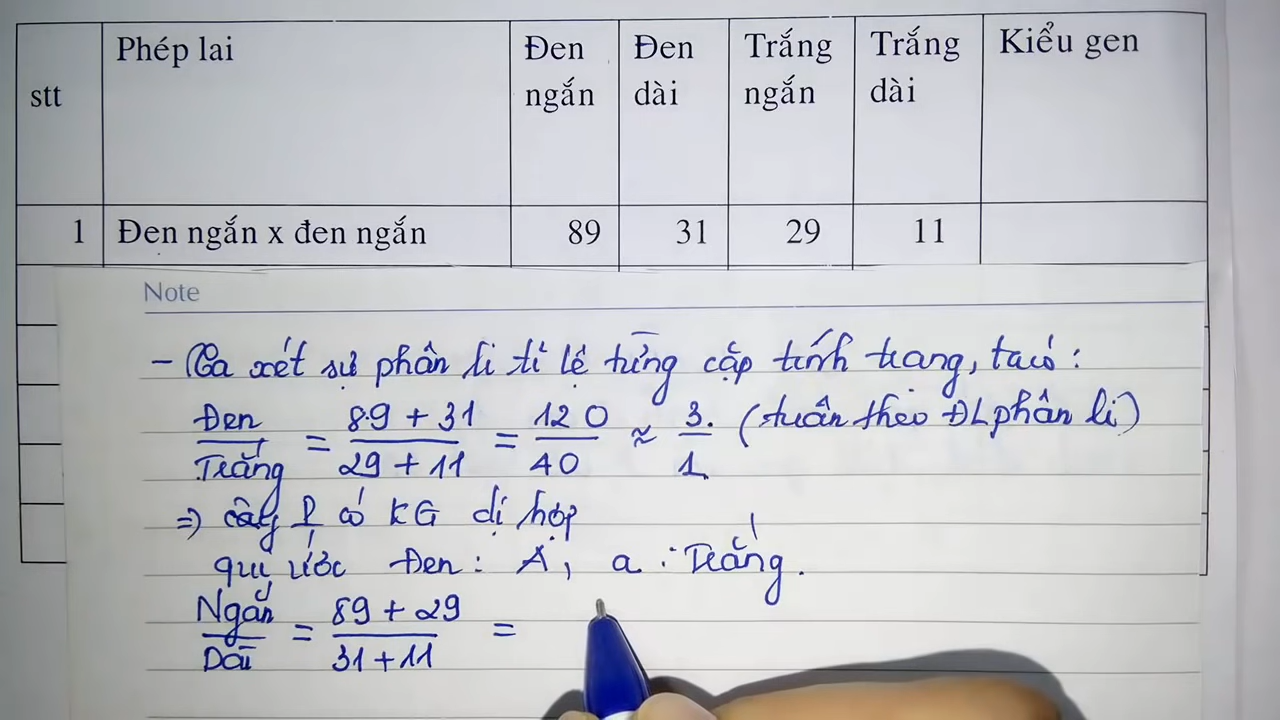 stt Phép lai Đen ngắn Đen dài Trắng ngắn Trắng dài Kiểu gen
1 Đen ngắn x đen ngắn 89 31 29 11
Note
- Ta xét sự phân li tỉ lệ từng cặp tính trạng, ta có:
Đen/Trắng = 89 + 31/29 + 11 = 120/40 ≈ 3/1 (tuân theo ĐL phân li)
=> cây P có KG dị hợp
qui ước Đen: A, a: Trắng.
Ngắn/Dài = 89 + 29/31 + 11 =